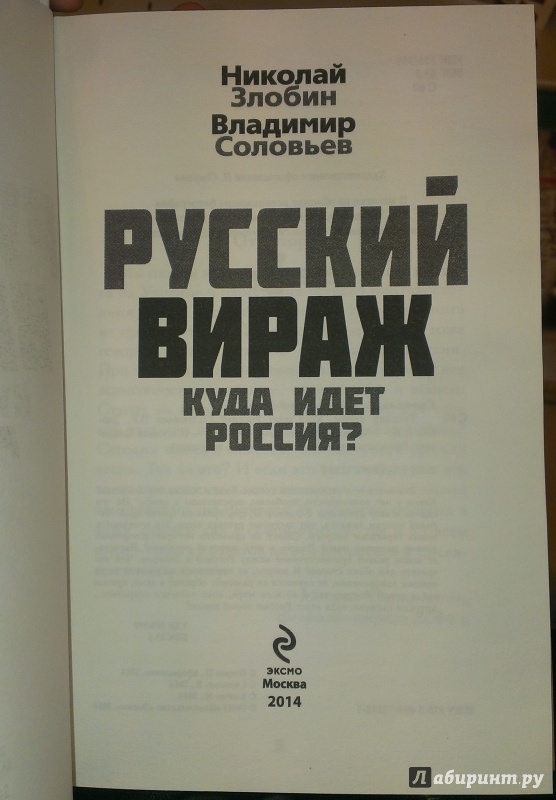 Николай
Злобин
Владимир
Соловьев
РУССКИЙ
ВИРАЖ
КУДА ИДЕТ
РОССИЯ?
ЭКСМО
Москва
2014
Лабиринт.ру